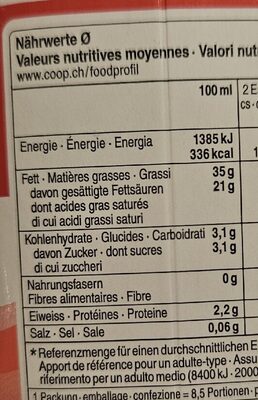 Nährwerte Ø
Valeurs nutritives moyennes · Valori nut
www.coop.ch/foodprofil
100 ml 2 E
cs·
Energie · Énergie · Energia 1385 kJ
336 kcal 1
Fett · Matières grasses · Grassi 35 g
davon gesättigte Fettsäuren 21 g
dont acides gras saturés
di cui acidi grassi saturi
Kohlenhydrate · Glucides · Carboidrati 3,1 g
davon Zucker · dont sucres 3,1 g
di cui zuccheri
Nahrungsfasern 0 g
Fibres alimentaires · Fibre
Eiweiss · Protéines · Proteine 2,2 g
Salz · Sel · Sale 0,06 g
* Referenzmenge für einen durchschnittlichen E
Apport de référence pour un adulte-type · Assu
riferimento per un adulto medio (8400 kJ · 2000
1 Packung · emballage · confezione = 8,5 Portionen · p